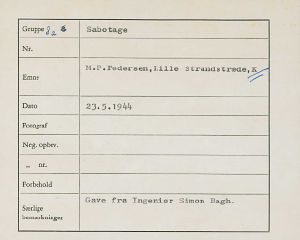 Gruppe Sabotage
Nr.
Emne M.P.Pedersen,Lille Strandstræde,K
Dato 23.5.1944
Fotograf
Neg. opbev.
„ nr.
Forbehold
Særlige bemærkninger Gave fra Ingeniør Simon Bagh.